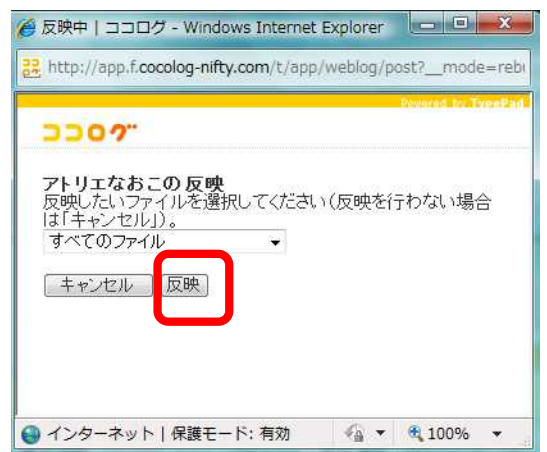 反映中 | ココログ - Windows Internet Explorer
http://app.f.cocolog-nifty.com/t/app/weblog/post?__mode=reb
Powered by TypePad
ココログ
アトリエなおこの 反映
反映したいファイルを選択してください(反映を行わない場合
は「キャンセル」)。
すべてのファイル
キャンセル 反映
インターネット | 保護モード: 有効 100%